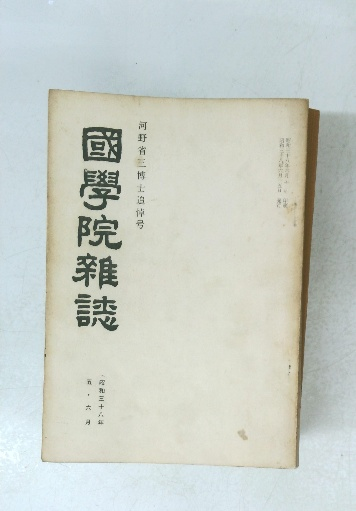 河野省三博士追悼号
國學院雜誌
昭和三十八年
五・六月